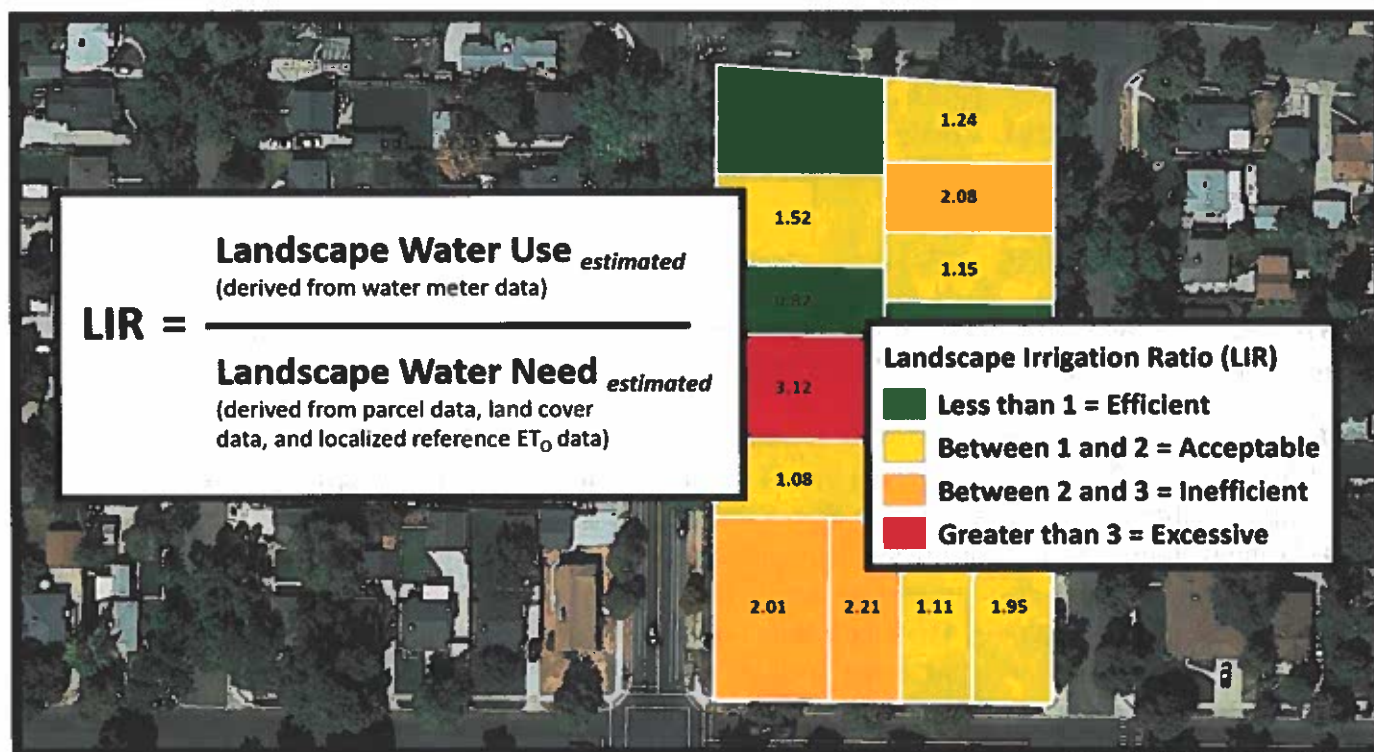 LIR =
Landscape Water Use estimated
(derived from water meter data)
Landscape Water Need estimated
(derived from parcel data, land cover
data, and localized reference ETO data)
1.24
2.08
1.52
1.15
0.82
3.12
1.08
2.01
2.21
1.11
1.95
Landscape Irrigation Ratio (LIR)
Less than 1 = Efficient
Between 1 and 2 = Acceptable
Between 2 and 3 = Inefficient
Greater than 3 = Excessive